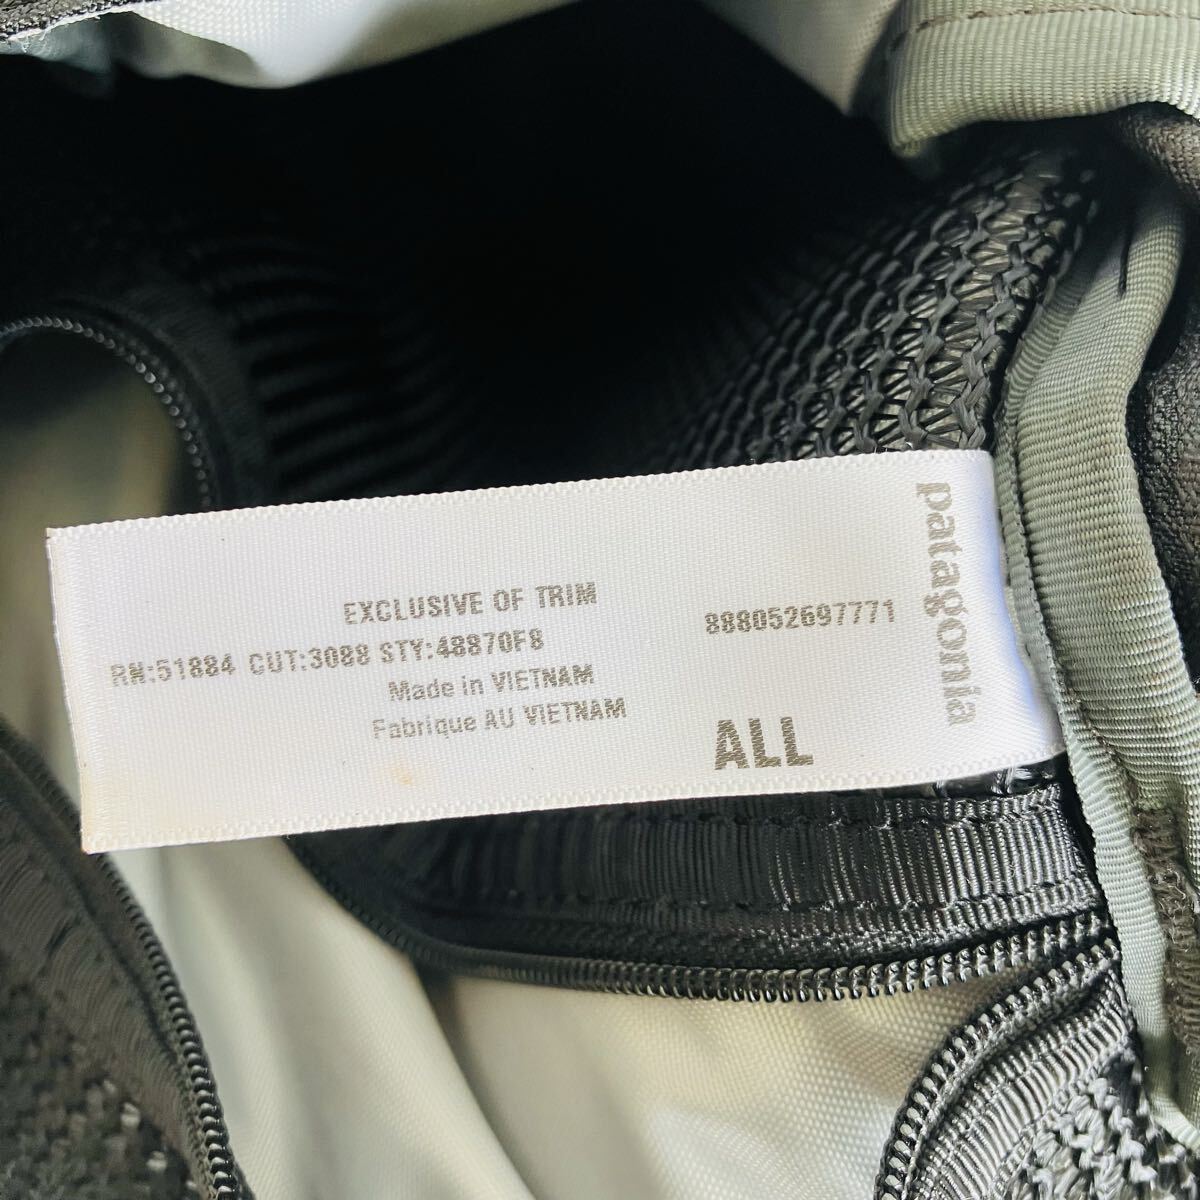 EXCLUSIVE OF TRIM
RN:51884 CUT:3088 STY:48870F8
Made in VIETNAM
Fabrique AU VIETNAM
888052697771
ALL
patagonia